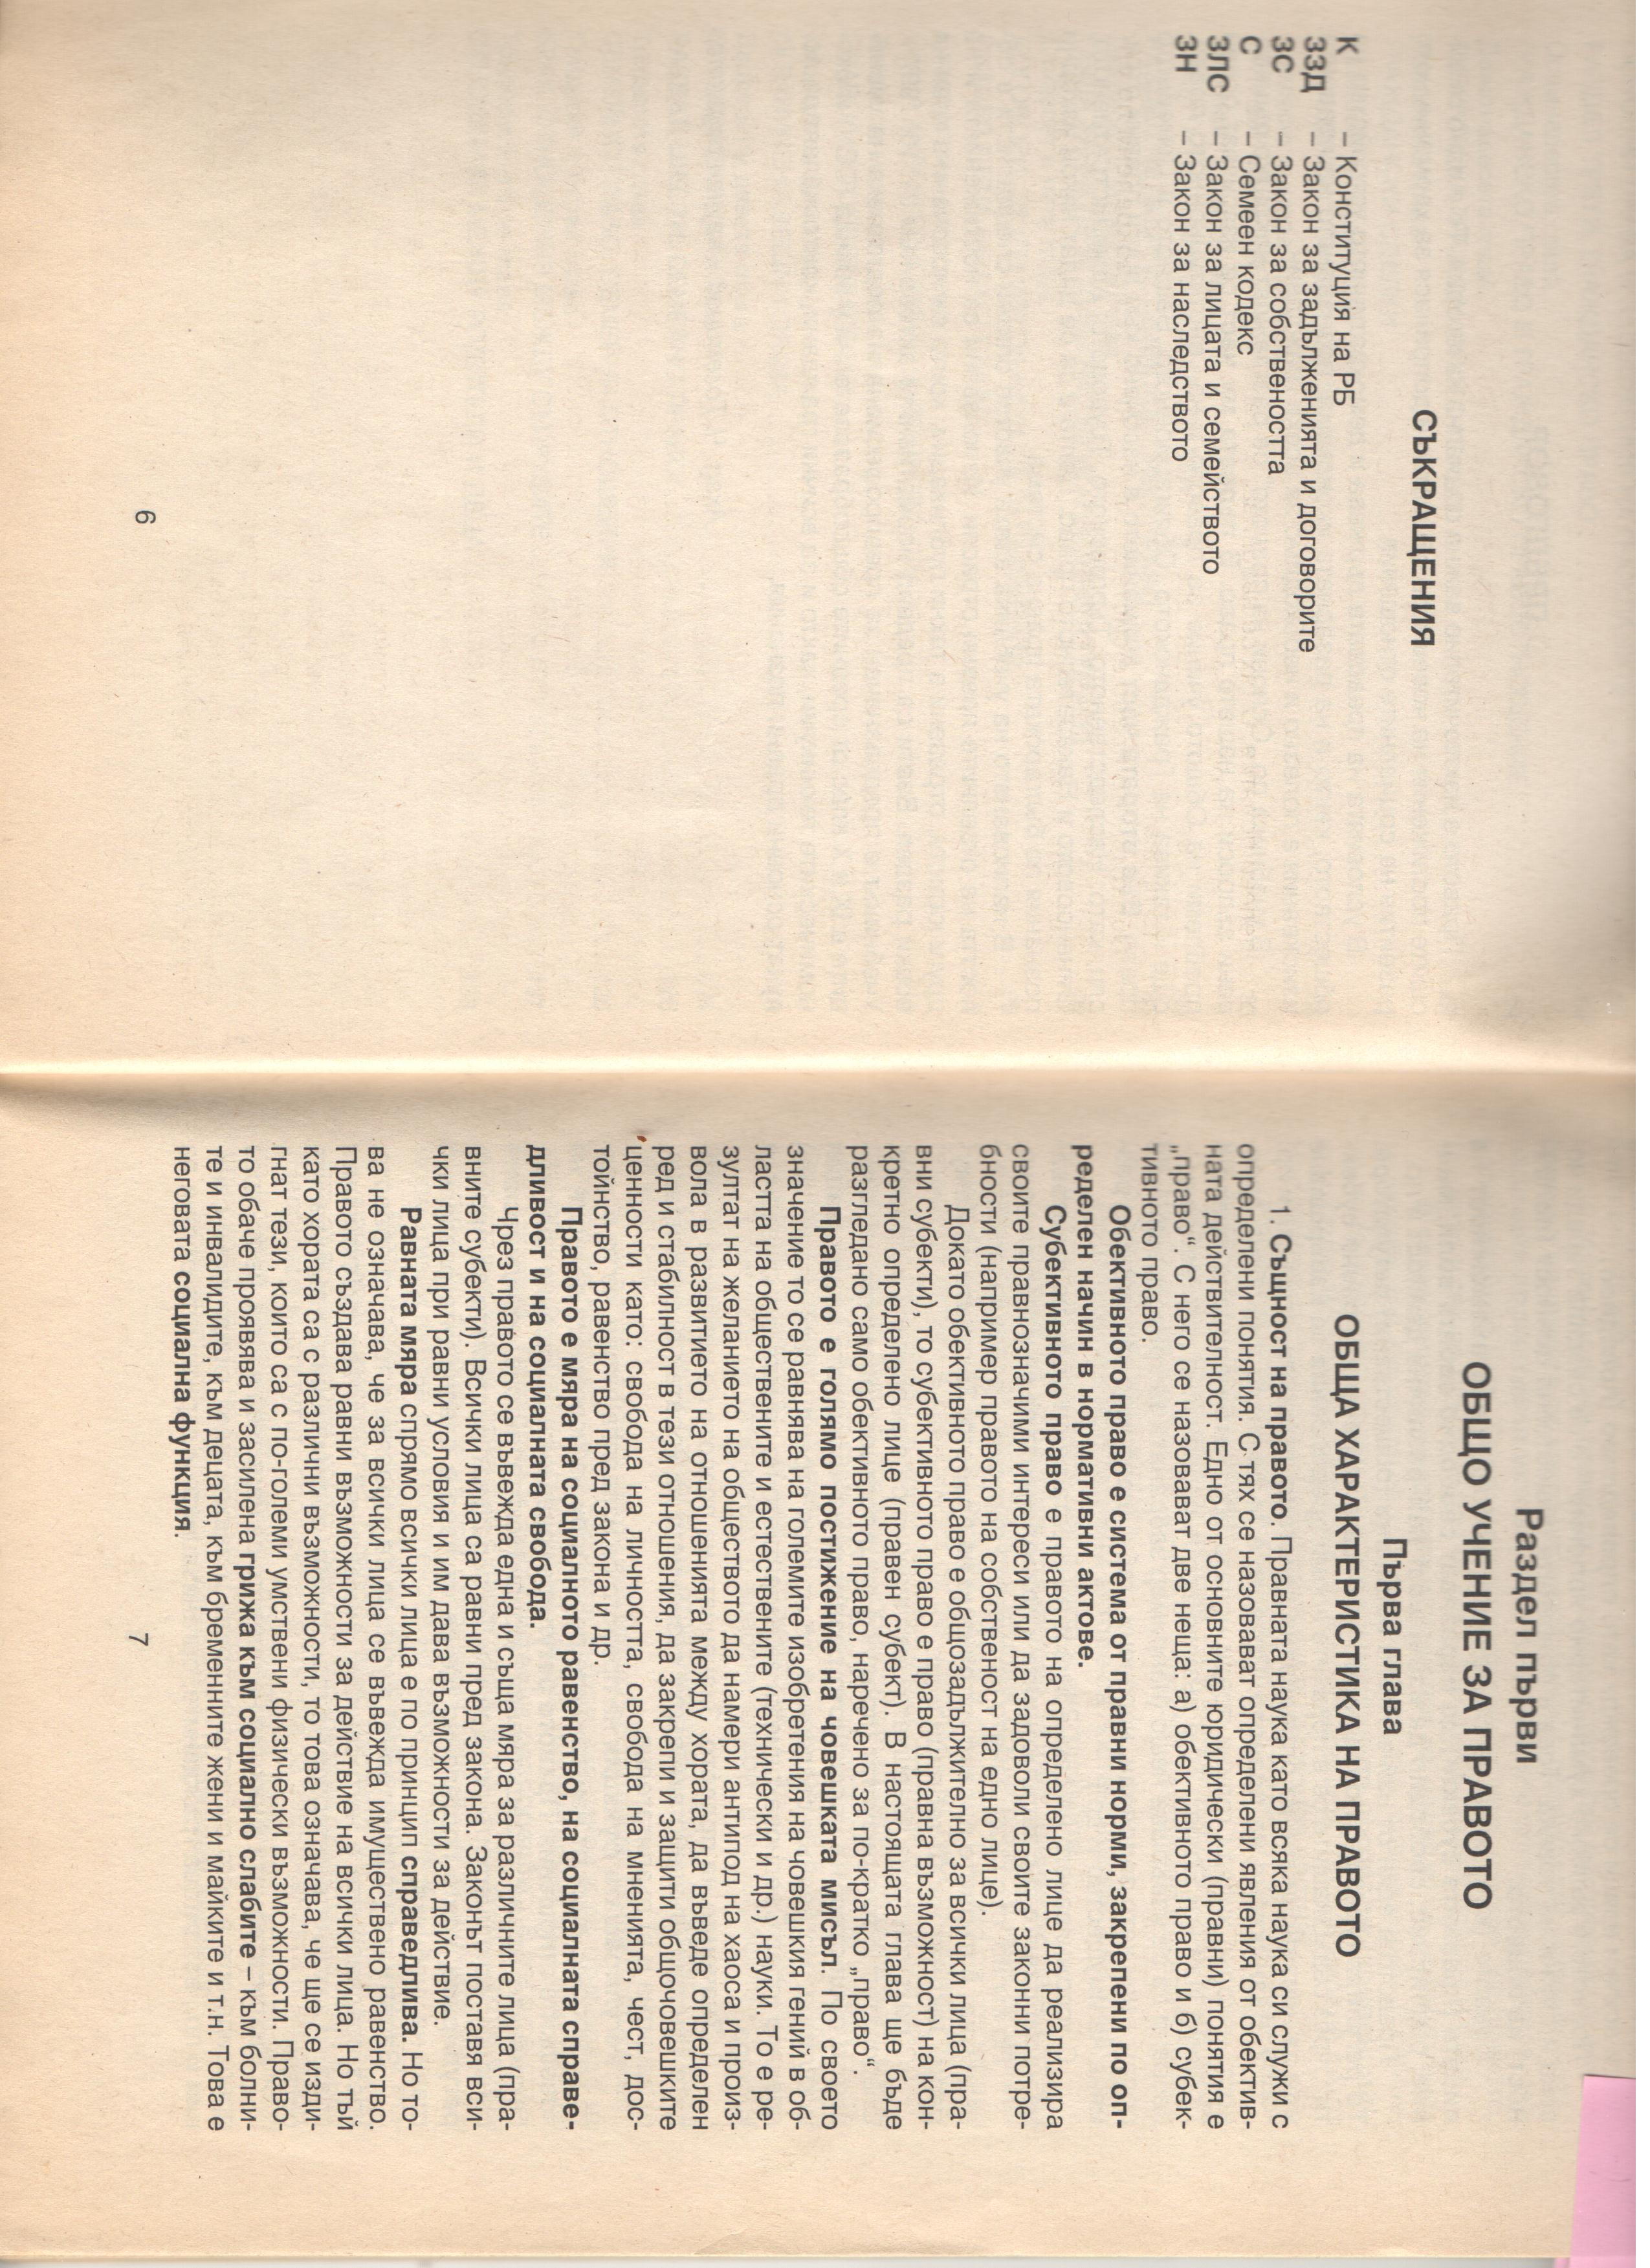 СЪКРАЩЕНИЯ
К – Конституция на РБ
ЗЗД – Закон за задълженията и договорите
ЗС – Закон за собствеността
С – Семеен кодекс
ЗЛС – Закон за лицата и семейството
ЗН – Закон за наследството
6
Раздел първи
ОБЩО УЧЕНИЕ ЗА ПРАВОТО
Първа глава
ОБЩА ХАРАКТЕРИСТИКА НА ПРАВОТО
1. Същност на правото. Правната наука като всяка наука си служи с
определени понятия. С тях се назовават определени явления от обектив-
ната действителност. Едно от основните юридически (правни) понятия е
„право“. С него се назовават две неща: а) обективното право и б) субек-
тивното право.
Обективното право е система от правни норми, закрепени по оп-
ределен начин в нормативни актове.
Субективното право е правото на определено лице да реализира
своите правнозначими интереси или да задоволи своите законни потре-
бности (например правото на собственост на едно лице).
Докато обективното право е общозадължително за всички лица (пра-
вни субекти), то субективното право е право (правна възможност) на кон-
кретно определено лице (правен субект). В настоящата глава ще бъде
разгледано само обективното право, наречено за по-кратко „право“.
Правото е голямо постижение на човешката мисъл. По своето
значение то се равнява на големите изобретения на човешкия гений в об-
ластта на обществените и естествените (технически и др.) науки. То е ре-
зултат на желанието на обществото да намери антипод на хаоса и произ-
вола в развитието на отношенията между хората, да въведе определен
ред и стабилност в тези отношения, да закрепи и защити общочовешките
ценности като: свобода на личността, свобода на мненията, чест, дос-
тойнство, равенство пред закона и др.
Правото е мяра на социалното равенство, на социалната справе-
дливост и на социалната свобода.
Чрез правото се въвежда една и съща мяра за различните лица (пра-
вните субекти). Всички лица са равни пред закона. Законът поставя вси-
чки лица при равни условия и им дава възможности за действие.
Равната мяра спрямо всички лица е по принцип справедлива. Но то-
ва не означава, че за всички лица се въвежда имуществено равенство.
Правото създава равни възможности за действие на всички лица. Но тъй
като хората са с различни възможности, то това означава, че ще се изди-
гнат тези, които са с по-големи умствени физически възможности. Право-
то обаче проявява и засилена грижа към социално слабите – към болни-
те и инвалидите, към децата, към бременните жени и майките и т.н. Това е
неговата социална функция.
7